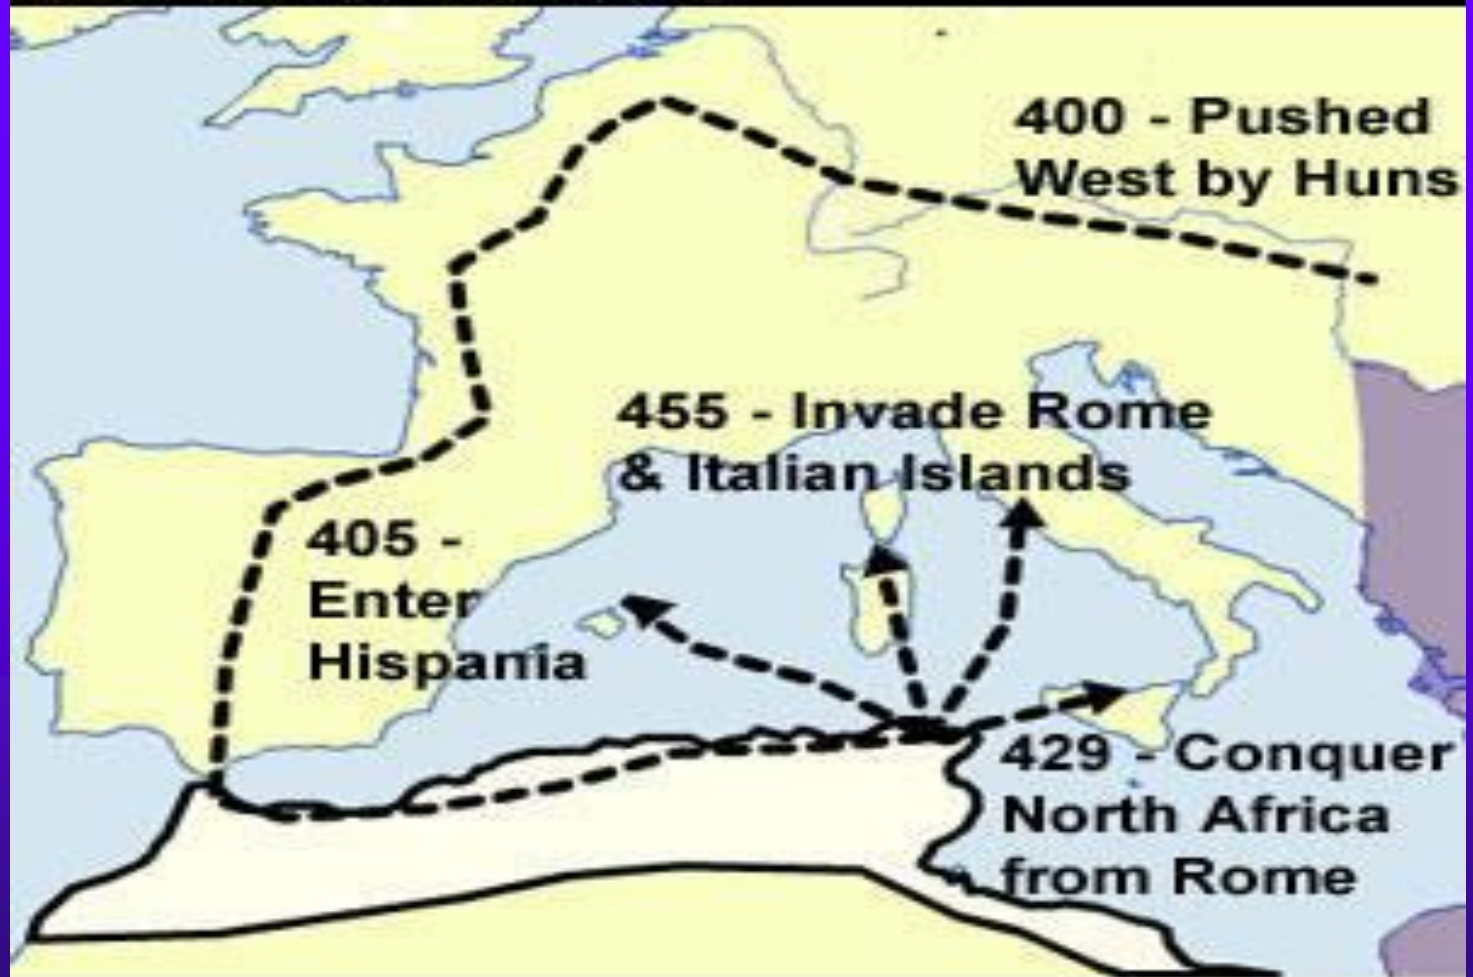 400 - Pushed
West by Huns
455 - Invade Rome
& Italian Islands
405 -
Enter
Hispania
429 - Conquer
North Africa
from Rome